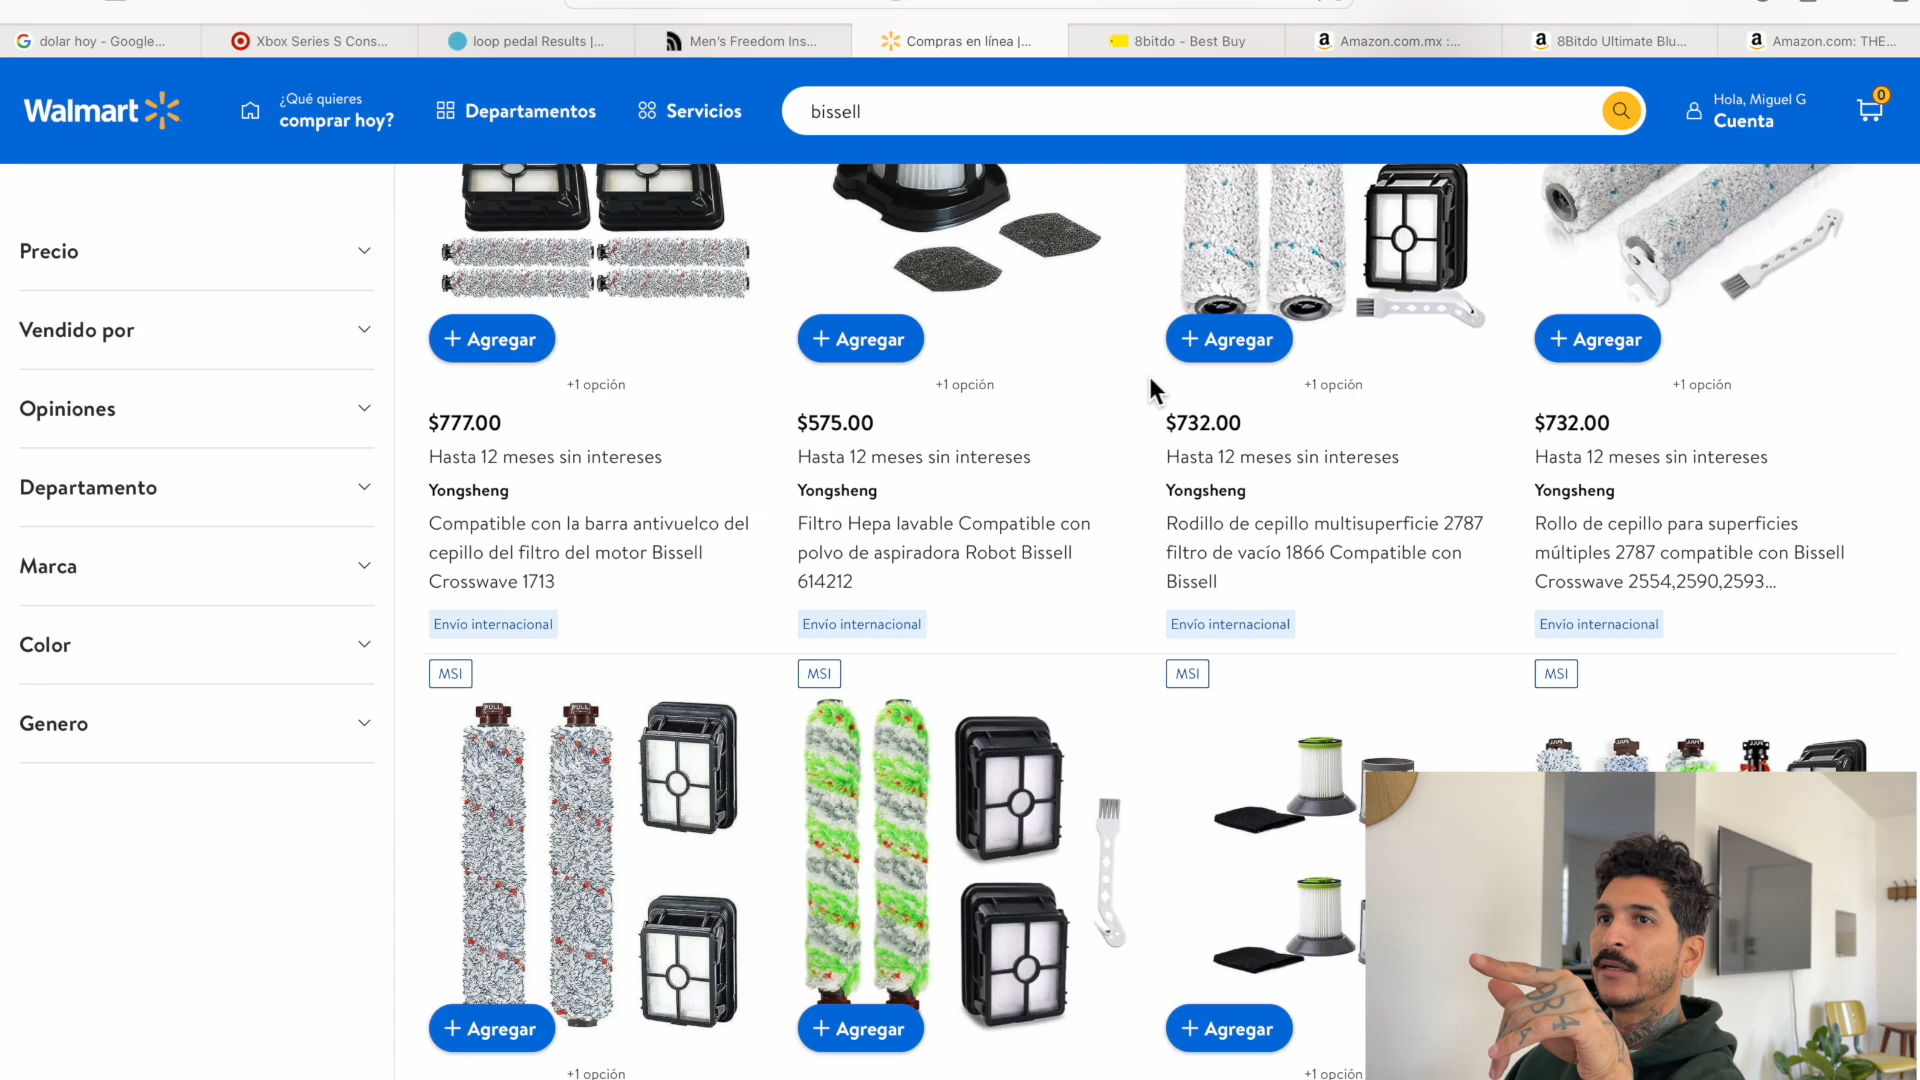 dolar hoy - Google...
Xbox Series S Cons...
loop pedal Results |...
Men's Freedom Ins...
Compras en línea |...
8bitdo - Best Buy
Amazon.com.mx :...
8Bitdo Ultimate Blu...
Amazon.com: THE...
Walmart
¿Qué quieres
comprar hoy?
Departamentos
Servicios
bissell
Hola, Miguel G
Cuenta
0
Precio
Vendido por
Opiniones
Departamento
Marca
Color
Genero
+ Agregar
+1 opción
$777.00
Hasta 12 meses sin intereses
Yongsheng
Compatible con la barra antivuelco del
cepillo del filtro del motor Bissell
Crosswave 1713
Envío internacional
+ Agregar
+1 opción
$575.00
Hasta 12 meses sin intereses
Yongsheng
Filtro Hepa lavable Compatible con
polvo de aspiradora Robot Bissell
614212
Envío internacional
+ Agregar
+1 opción
$732.00
Hasta 12 meses sin intereses
Yongsheng
Rodillo de cepillo multisuperficie 2787
filtro de vacío 1866 Compatible con
Bissell
Envío internacional
+ Agregar
+1 opción
$732.00
Hasta 12 meses sin intereses
Yongsheng
Rollo de cepillo para superficies
múltiples 2787 compatible con Bissell
Crosswave 2554,2590,2593...
Envío internacional
MSI
PULL
PULL
+ Agregar
+1 opción
MSI
+ Agregar
MSI
+ Agregar
+1 opción
MSI